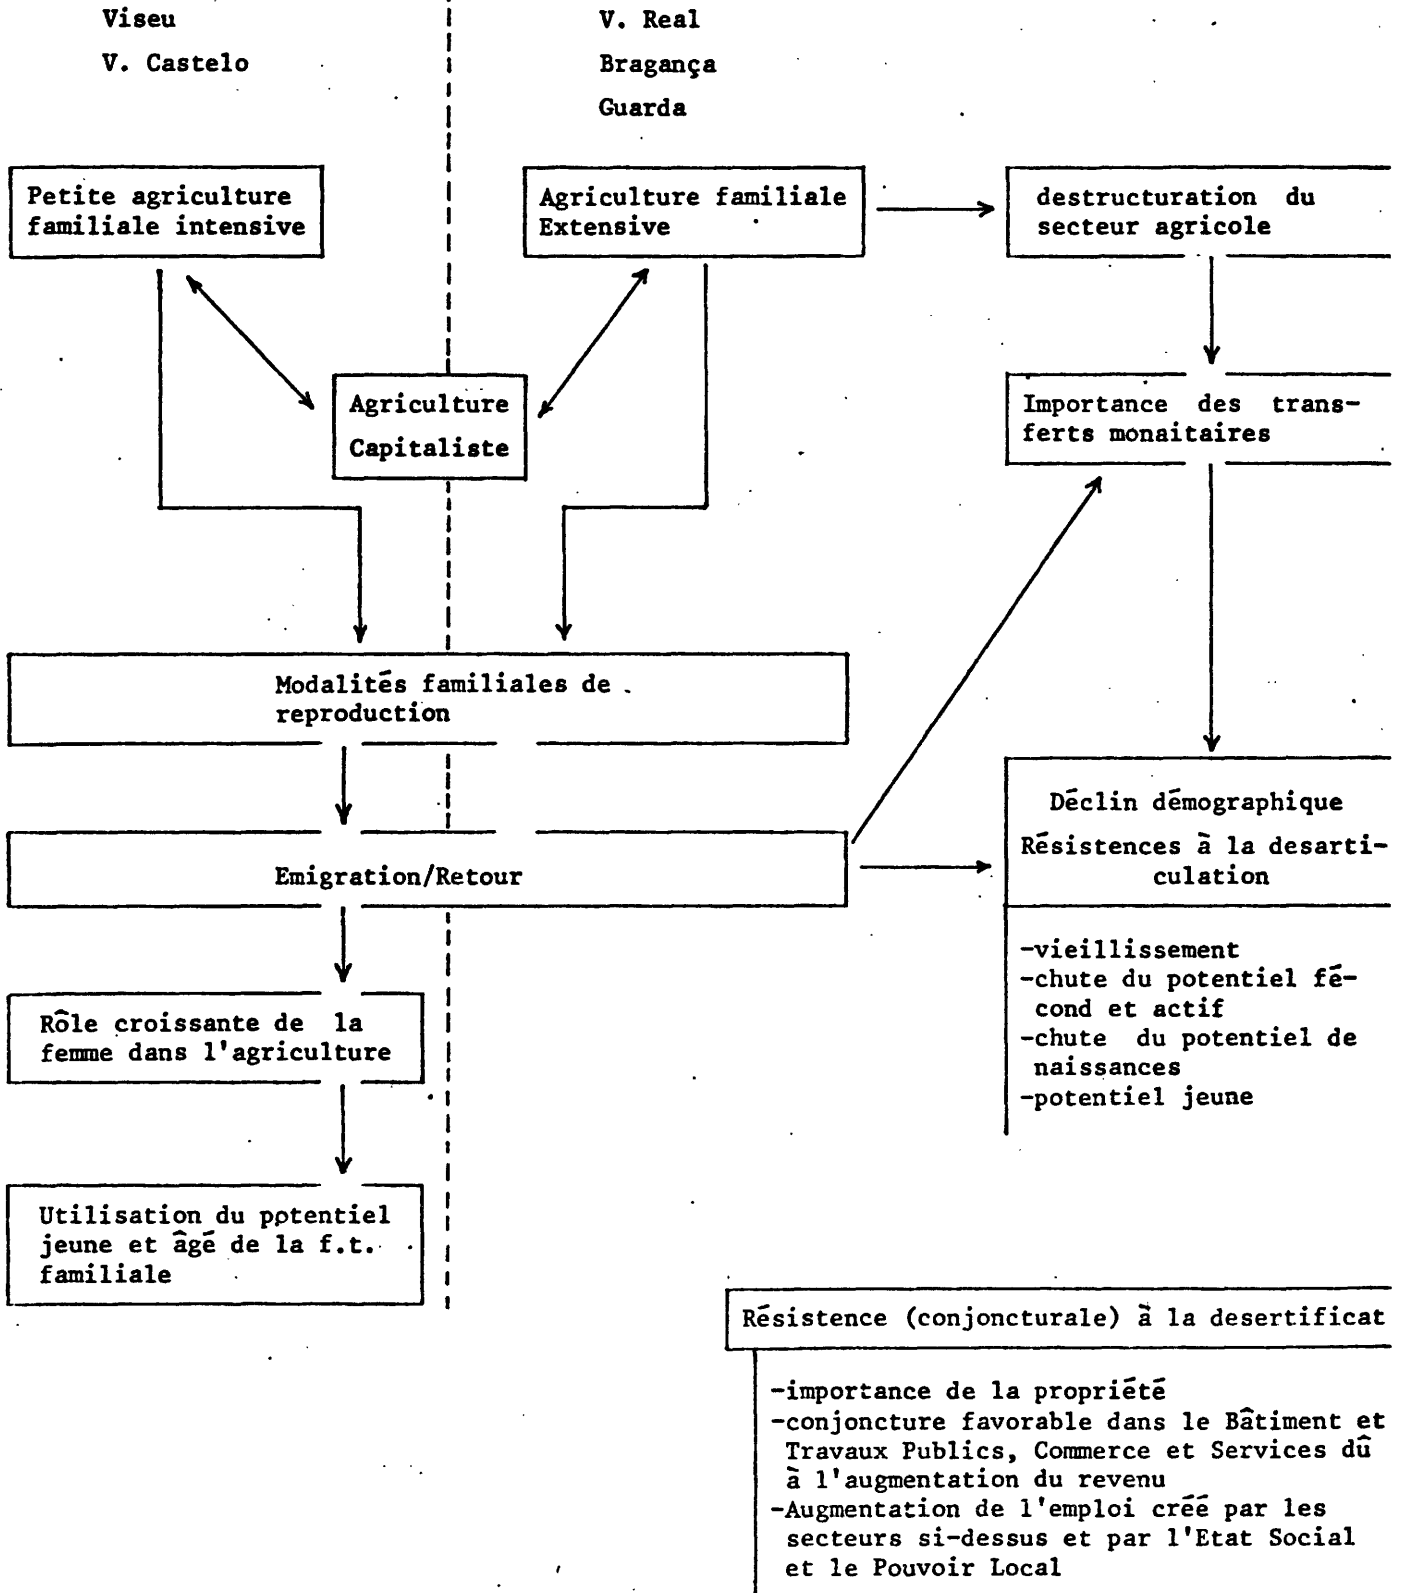 Viseu
V. Castelo
V. Real
Bragança
Guarda
Petite agriculture
familiale intensive
Agriculture familiale
Extensive
destructuration du
secteur agricole
Agriculture
Capitaliste
Importance des trans-
ferts monaitaires
Modalités familiales de
reproduction
Emigration/Retour
Déclin démographique
Résistences à la desarti-
culation
-vieillissement
-chute du potentiel fé-
cond et actif
-chute du potentiel de
naissances
-potentiel jeune
Rôle croissante de la
femme dans l'agriculture
Utilisation du potentiel
jeune et âgé de la f.t.
familiale
Résistence (conjoncturale) à la desertificat
-importance de la propriété
-conjoncture favorable dans le Bâtiment et
Travaux Publics, Commerce et Services dû
à l'augmentation du revenu
-Augmentation de l'emploi créé par les
secteurs si-dessus et par l'Etat Social
et le Pouvoir Local